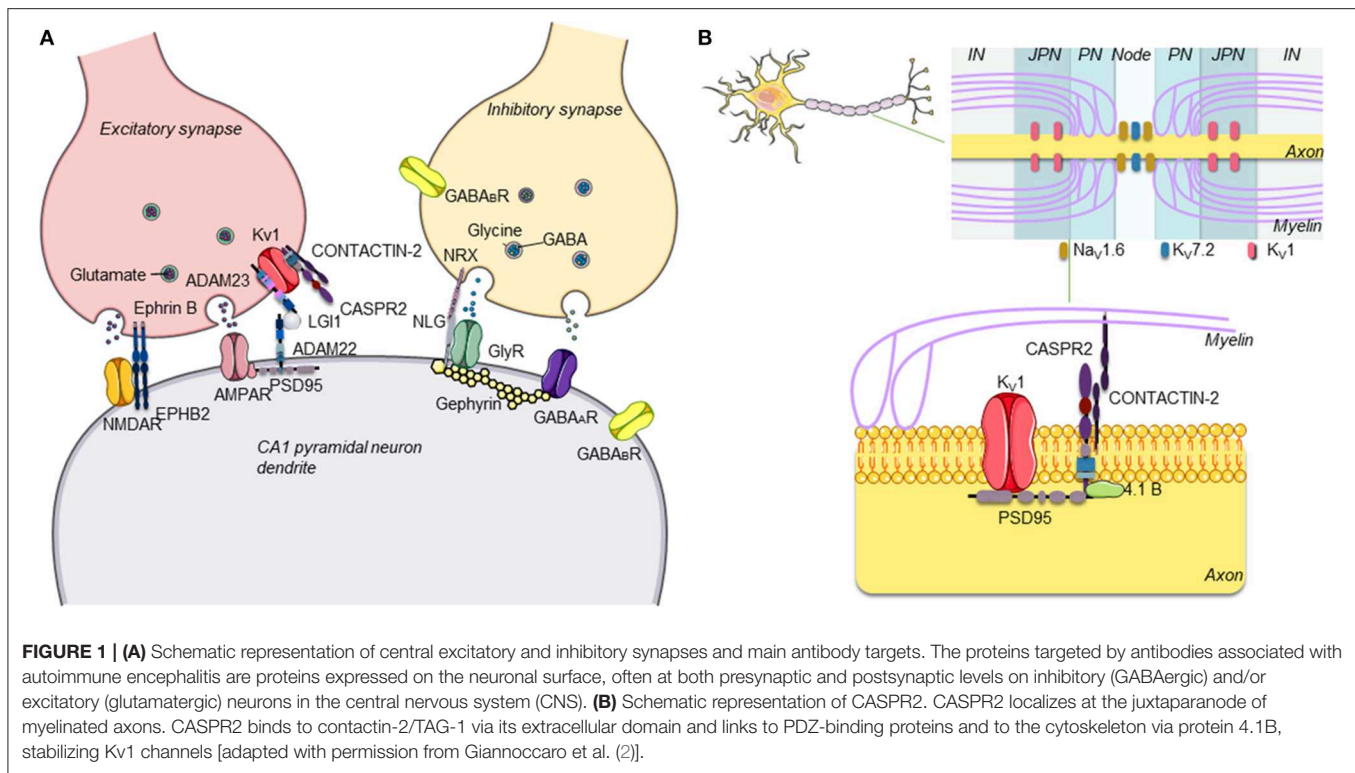 A
Excitatory synapse
Inhibitory synapse
GABABR
Kv1
CONTACTIN-2
Glycine
GABA
NRX
Glutamate
ADAM23
Ephrin B
CASPR2
LGI1
NLG
GlyR
ADAM22
AMPAR
PSD95
EPHB2
NMDAR
Gephyrin
GABAAR
GABABR
CA1 pyramidal neuron
dendrite
B
IN JPN PN Node PN JPN IN
Axon
Myelin
NaV1.6 KV7.2 KV1
Myelin
CASPR2
KV1
CONTACTIN-2
4.1 B
PSD95
Axon
FIGURE 1 | (A) Schematic representation of central excitatory and inhibitory synapses and main antibody targets. The proteins targeted by antibodies associated with
autoimmune encephalitis are proteins expressed on the neuronal surface, often at both presynaptic and postsynaptic levels on inhibitory (GABAergic) and/or
excitatory (glutamatergic) neurons in the central nervous system (CNS). (B) Schematic representation of CASPR2. CASPR2 localizes at the juxtaparanode of
myelinated axons. CASPR2 binds to contactin-2/TAG-1 via its extracellular domain and links to PDZ-binding proteins and to the cytoskeleton via protein 4.1B,
stabilizing Kv1 channels [adapted with permission from Giannoccaro et al. (2)].